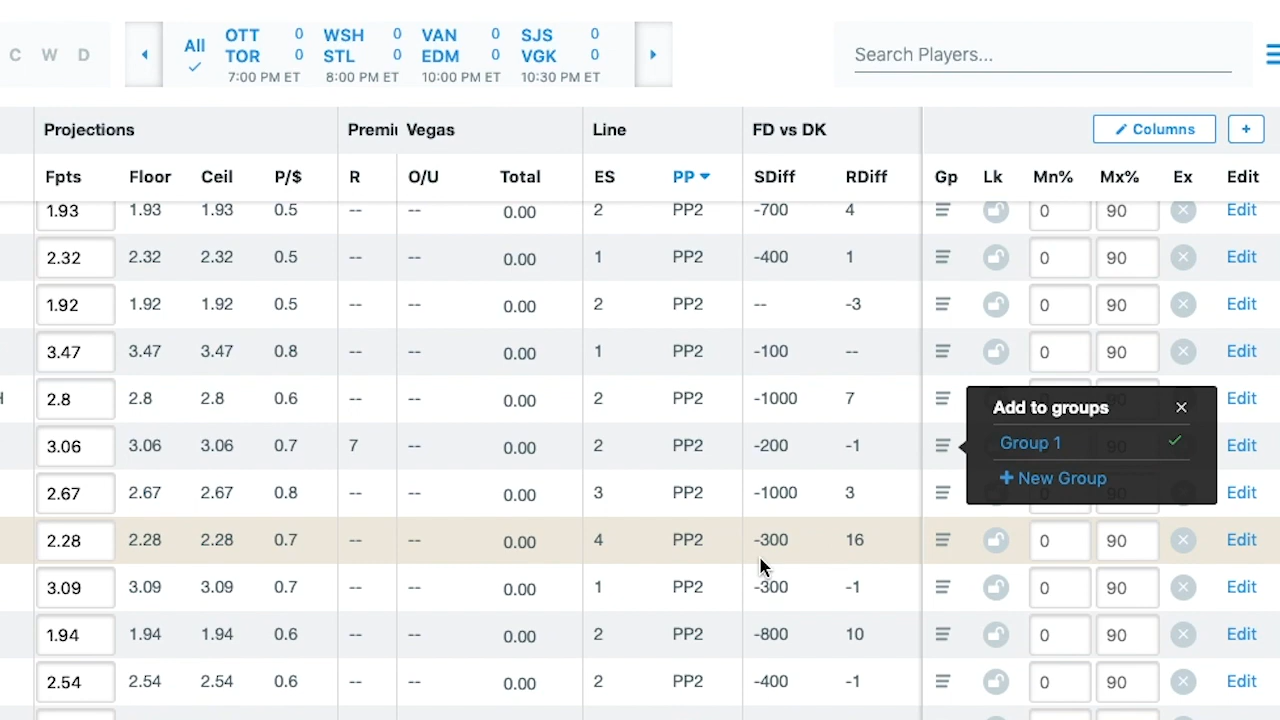 C W D All OTT 0 TOR 0 7:00 PM ET WSH 0 STL 0 8:00 PM ET VAN 0 EDM 0 10:00 PM ET SJS 0 VGK 0 10:30 PM ET Search Players...
Projections Premi Vegas Line FD vs DK Columns +
Fpts Floor Ceil P/$ R O/U Total ES PP SDiff RDiff Gp Lk Mn% Mx% Ex Edit
1.93 1.93 1.93 0.5 -- -- 0.00 2 PP2 -700 4 0 90 Edit
2.32 2.32 2.32 0.5 -- -- 0.00 1 PP2 -400 1 0 90 Edit
1.92 1.92 1.92 0.5 -- -- 0.00 2 PP2 -- -3 0 90 Edit
3.47 3.47 3.47 0.8 -- -- 0.00 1 PP2 -100 -- 0 90 Edit
2.8 2.8 2.8 0.6 -- -- 0.00 2 PP2 -1000 7 Edit
Add to groups
3.06 3.06 3.06 0.7 7 -- 0.00 2 PP2 -200 -1 90 Edit
Group 1
+ New Group
2.67 2.67 2.67 0.8 -- -- 0.00 3 PP2 -1000 3 0 90 Edit
2.28 2.28 2.28 0.7 -- -- 0.00 4 PP2 -300 16 0 90 Edit
3.09 3.09 3.09 0.7 -- -- 0.00 1 PP2 -300 -1 0 90 Edit
1.94 1.94 1.94 0.6 -- -- 0.00 2 PP2 -800 10 0 90 Edit
2.54 2.54 2.54 0.6 -- -- 0.00 2 PP2 -400 -1 0 90 Edit